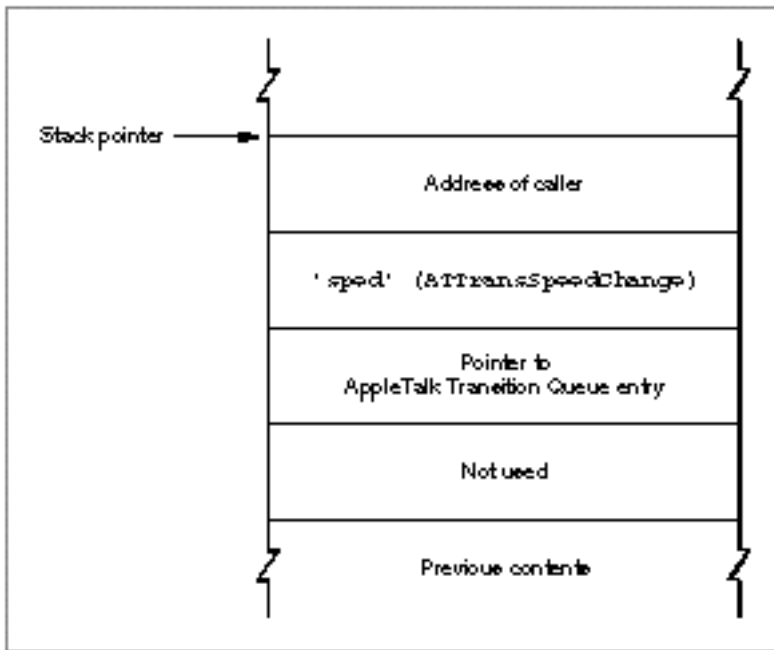 Stack pointer
Address of caller
'sped' (ATTransSpeedChange)
Pointer to
AppleTalk Transition Queue entry
Not used
Previous contents